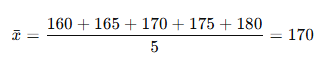 x̄ = (160 + 165 + 170 + 175 + 180) / 5 = 170